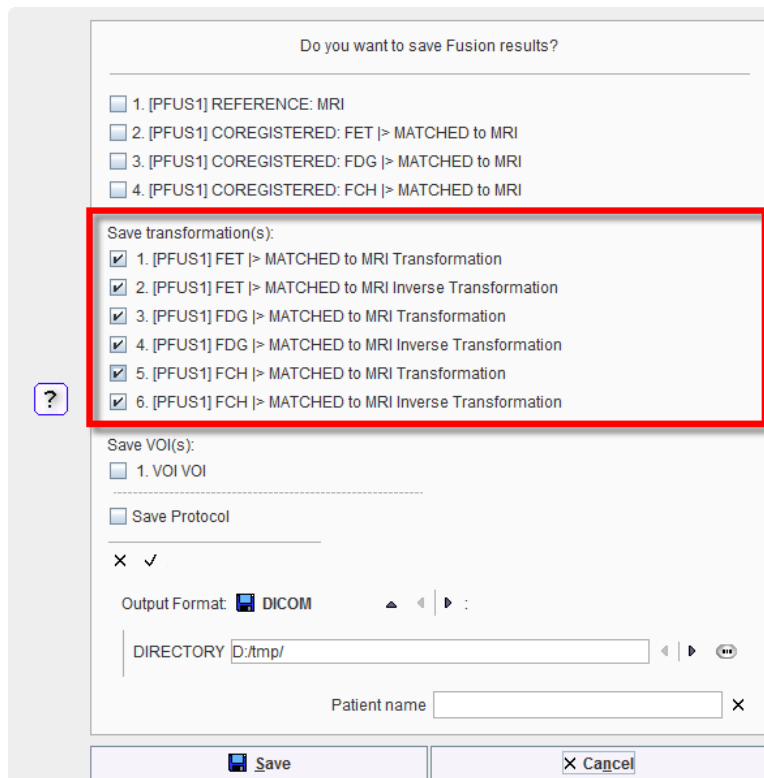 Do you want to save Fusion results?
1. [PFUS1] REFERENCE: MRI
2. [PFUS1] COREGISTERED: FET |> MATCHED to MRI
3. [PFUS1] COREGISTERED: FDG |> MATCHED to MRI
4. [PFUS1] COREGISTERED: FCH |> MATCHED to MRI
Save transformation(s):
1. [PFUS1] FET |> MATCHED to MRI Transformation
2. [PFUS1] FET |> MATCHED to MRI Inverse Transformation
3. [PFUS1] FDG |> MATCHED to MRI Transformation
4. [PFUS1] FDG |> MATCHED to MRI Inverse Transformation
5. [PFUS1] FCH |> MATCHED to MRI Transformation
?
6. [PFUS1] FCH |> MATCHED to MRI Inverse Transformation
Save VOI(s):
1. VOI VOI
Save Protocol
Output Format: DICOM :
DIRECTORY D:/tmp/
Patient name
Save Cancel